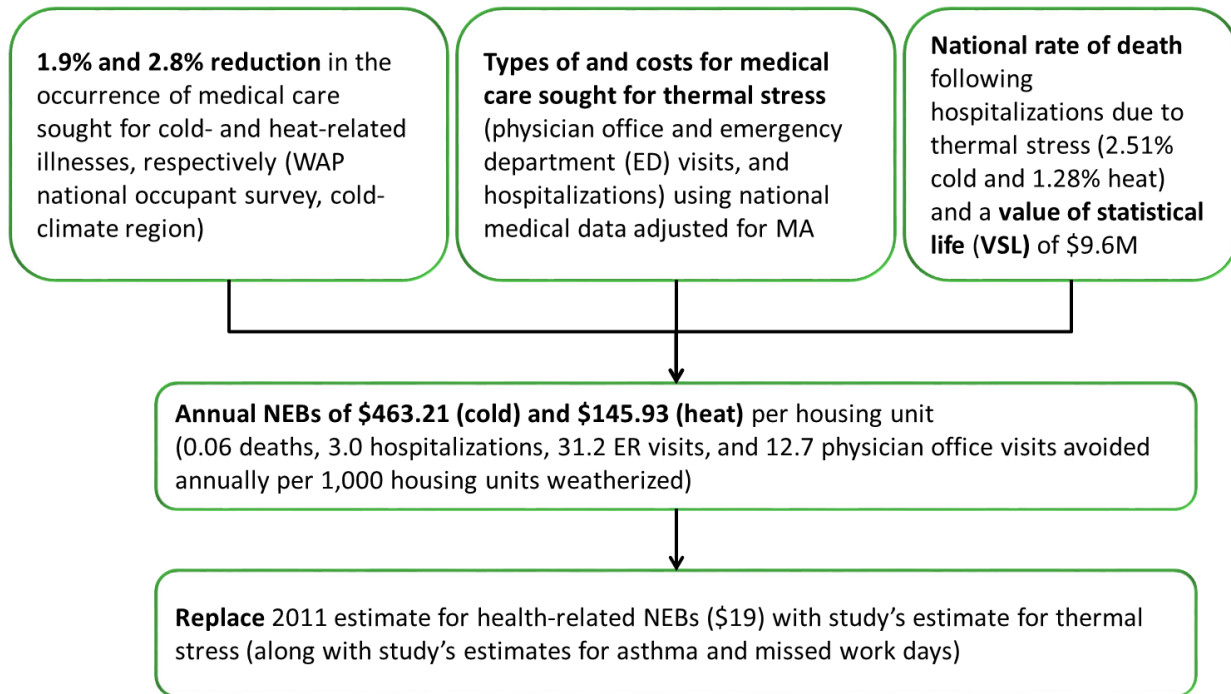 1.9% and 2.8% reduction in the
occurrence of medical care
sought for cold- and heat-related
illnesses, respectively (WAP
national occupant survey, cold-
climate region)
Types of and costs for medical
care sought for thermal stress
(physician office and emergency
department (ED) visits, and
hospitalizations) using national
medical data adjusted for MA
National rate of death
following
hospitalizations due to
thermal stress (2.51%
cold and 1.28% heat)
and a value of statistical
life (VSL) of $9.6M
Annual NEBs of $463.21 (cold) and $145.93 (heat) per housing unit
(0.06 deaths, 3.0 hospitalizations, 31.2 ER visits, and 12.7 physician office visits avoided
annually per 1,000 housing units weatherized)
Replace 2011 estimate for health-related NEBs ($19) with study’s estimate for thermal
stress (along with study’s estimates for asthma and missed work days)